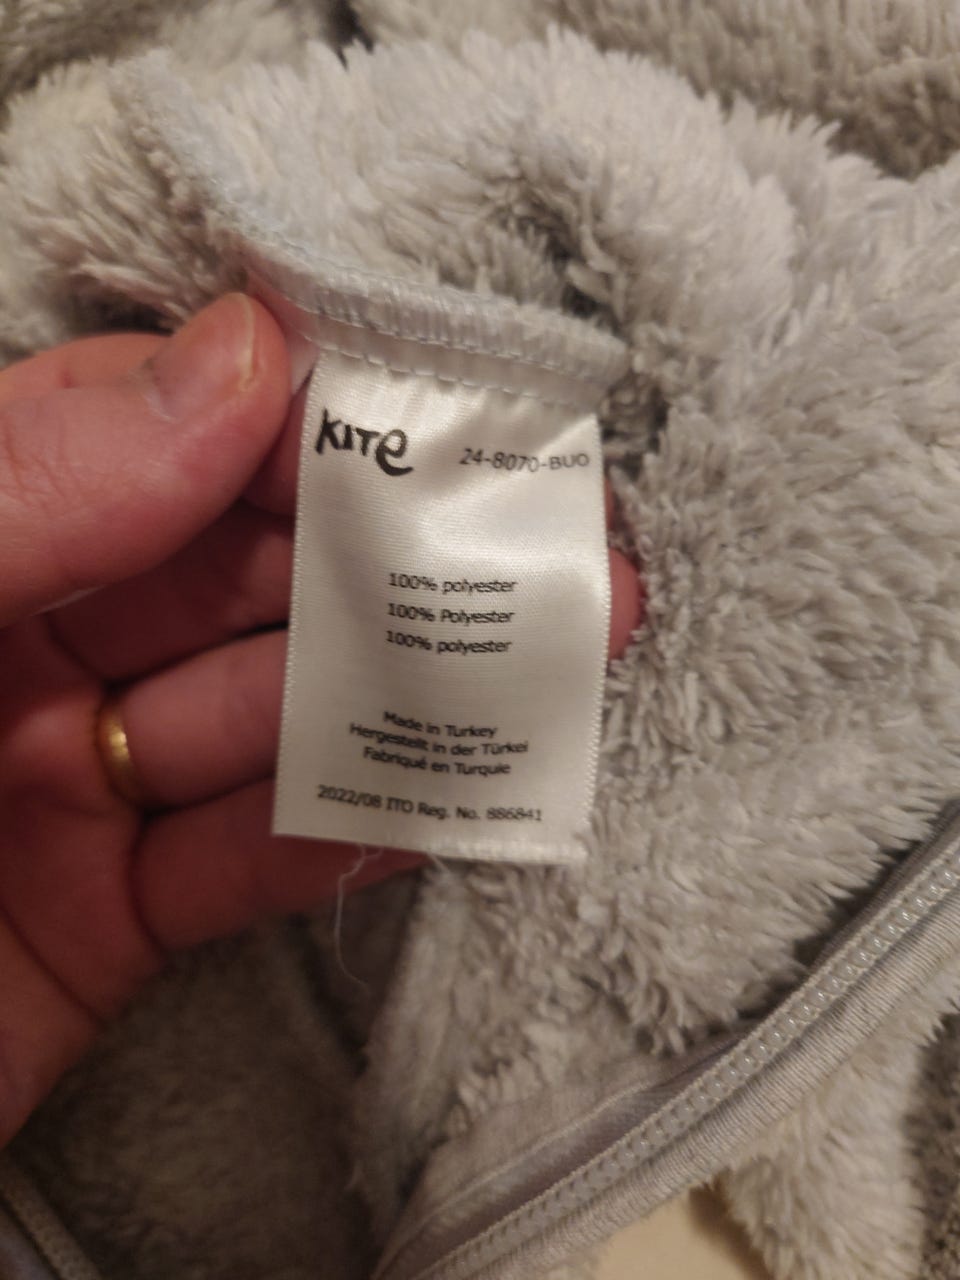 KITe
24-8070-BUO
100% polyester
100% Polyester
100% polyester
Made in Turkey
Hergestellt in der Türkei
Fabriqué en Turquie
2022/08 ITO Reg. No. 886841